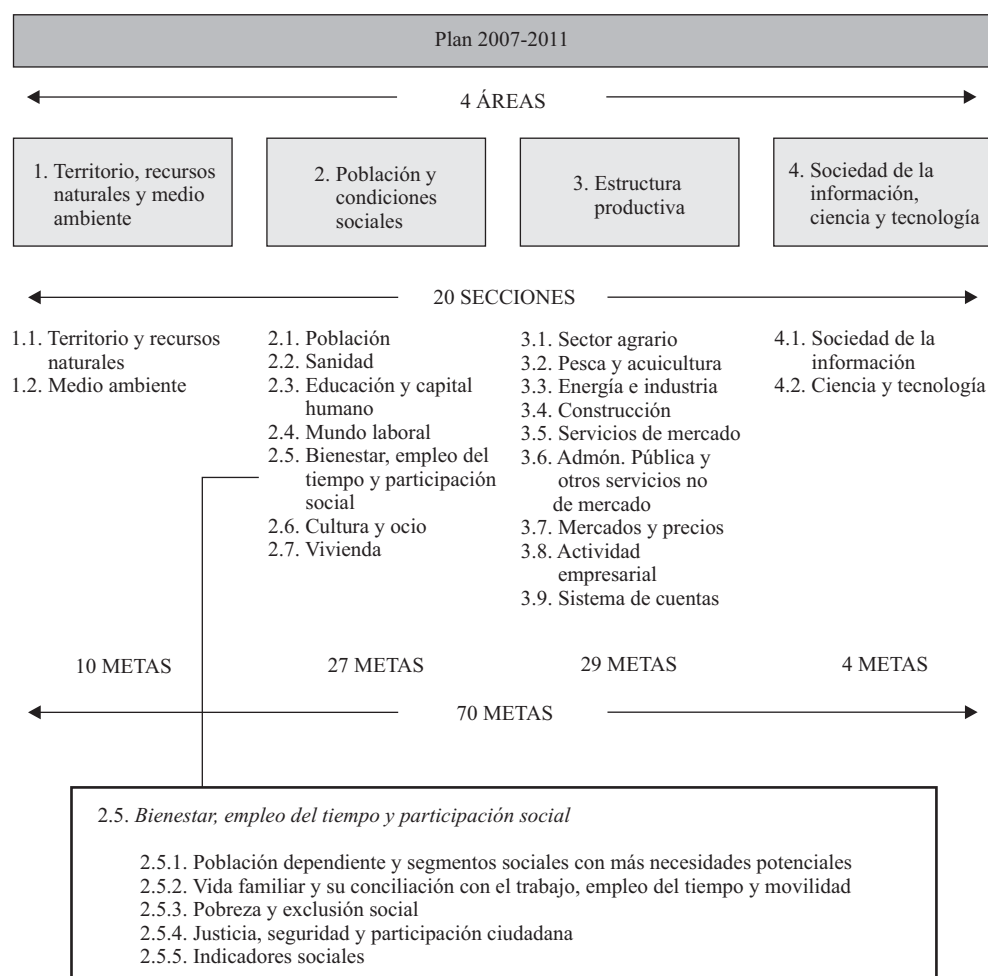 Plan 2007-2011
4 ÁREAS
1. Territorio, recursos
naturales y medio
ambiente
2. Población y
condiciones
sociales
3. Estructura
productiva
4. Sociedad de la
información,
ciencia y tecnología
20 SECCIONES
1.1. Territorio y recursos
naturales
1.2. Medio ambiente
2.1. Población
2.2. Sanidad
2.3. Educación y capital
humano
2.4. Mundo laboral
2.5. Bienestar, empleo del
tiempo y participación
social
2.6. Cultura y ocio
2.7. Vivienda
3.1. Sector agrario
3.2. Pesca y acuicultura
3.3. Energía e industria
3.4. Construcción
3.5. Servicios de mercado
3.6. Admón. Pública y
otros servicios no
de mercado
3.7. Mercados y precios
3.8. Actividad
empresarial
3.9. Sistema de cuentas
4.1. Sociedad de la
información
4.2. Ciencia y tecnología
10 METAS
27 METAS
29 METAS
4 METAS
70 METAS
2.5. Bienestar, empleo del tiempo y participación social
2.5.1. Población dependiente y segmentos sociales con más necesidades potenciales
2.5.2. Vida familiar y su conciliación con el trabajo, empleo del tiempo y movilidad
2.5.3. Pobreza y exclusión social
2.5.4. Justicia, seguridad y participación ciudadana
2.5.5. Indicadores sociales